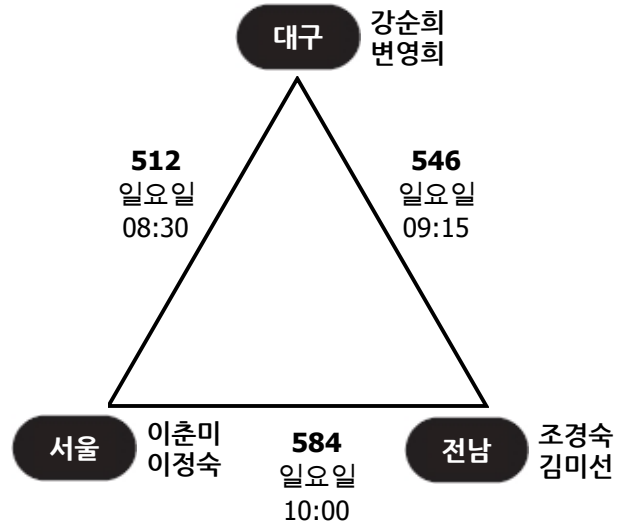 대구
강순희
변영희
512
일요일
08:30
546
일요일
09:15
서울
이춘미
이정숙
584
일요일
10:00
전남
조경숙
김미선